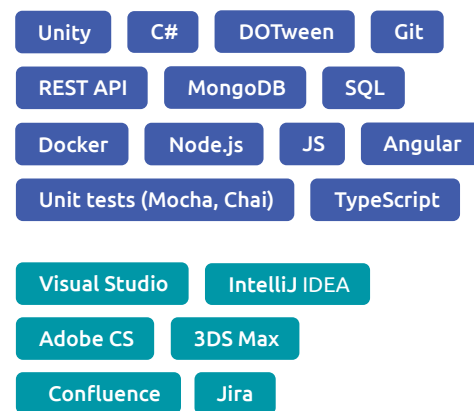 Unity C# DOTween Git
REST API MongoDB SQL
Docker Node.js JS Angular
Unit tests (Mocha, Chai) TypeScript
Visual Studio IntelliJ IDEA
Adobe CS 3DS Max
Confluence Jira